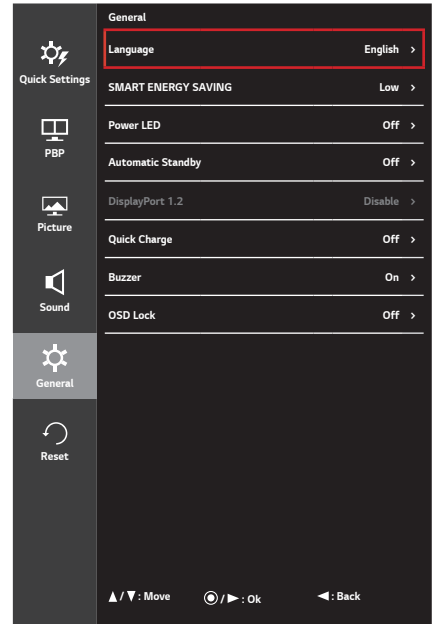 General
Language English >
Quick Settings
SMART ENERGY SAVING Low >
Power LED Off >
PBP
Automatic Standby Off >
DisplayPort 1.2 Disable >
Picture
Quick Charge Off >
Buzzer On >
Sound
OSD Lock Off >
General
Reset
▲/▼: Move ◉/►: Ok ◄: Back